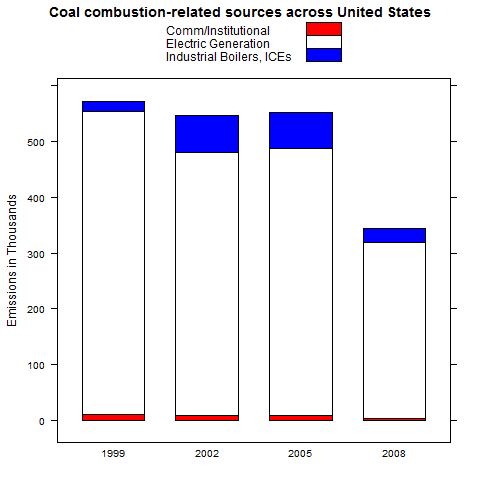 Coal combustion-related sources across United States
Comm/Institutional
Electric Generation
Industrial Boilers, ICEs
Emissions in Thousands
500
400
300
200
100
0
1999 2002 2005 2008